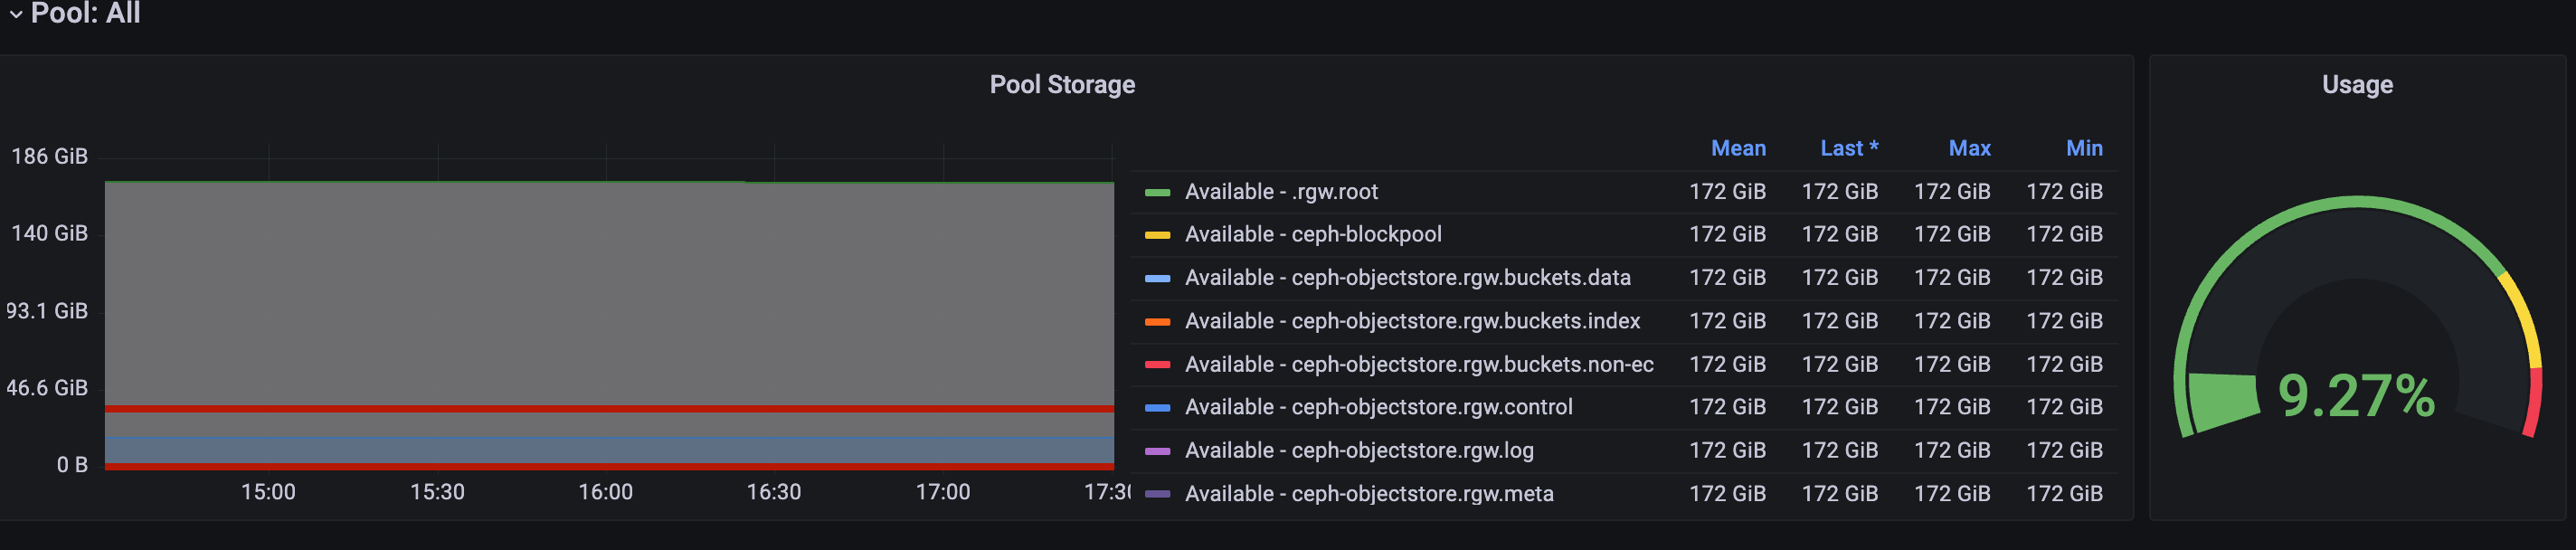 Pool: All
Pool Storage
186 GiB
140 GiB
93.1 GiB
46.6 GiB
0 B
15:00 15:30 16:00 16:30 17:00 17:30
Mean Last * Max Min
Available - .rgw.root 172 GiB 172 GiB 172 GiB 172 GiB
Available - ceph-blockpool 172 GiB 172 GiB 172 GiB 172 GiB
Available - ceph-objectstore.rgw.buckets.data 172 GiB 172 GiB 172 GiB 172 GiB
Available - ceph-objectstore.rgw.buckets.index 172 GiB 172 GiB 172 GiB 172 GiB
Available - ceph-objectstore.rgw.buckets.non-ec 172 GiB 172 GiB 172 GiB 172 GiB
Available - ceph-objectstore.rgw.control 172 GiB 172 GiB 172 GiB 172 GiB
Available - ceph-objectstore.rgw.log 172 GiB 172 GiB 172 GiB 172 GiB
Available - ceph-objectstore.rgw.meta 172 GiB 172 GiB 172 GiB 172 GiB
Usage
9.27%